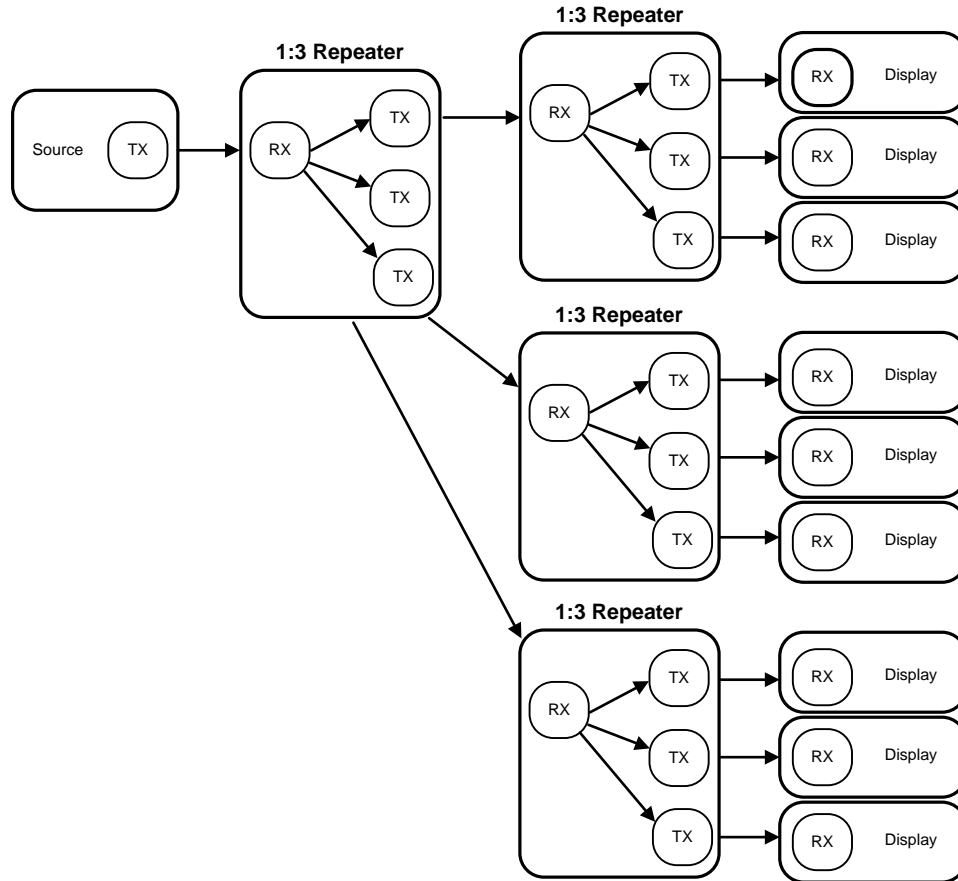 1:3 Repeater
1:3 Repeater
Source
TX
RX
TX
TX
TX
RX
TX
TX
TX
RX
Display
RX
Display
RX
Display
1:3 Repeater
RX
TX
TX
TX
RX
Display
RX
Display
RX
Display
1:3 Repeater
RX
TX
TX
TX
RX
Display
RX
Display
RX
Display